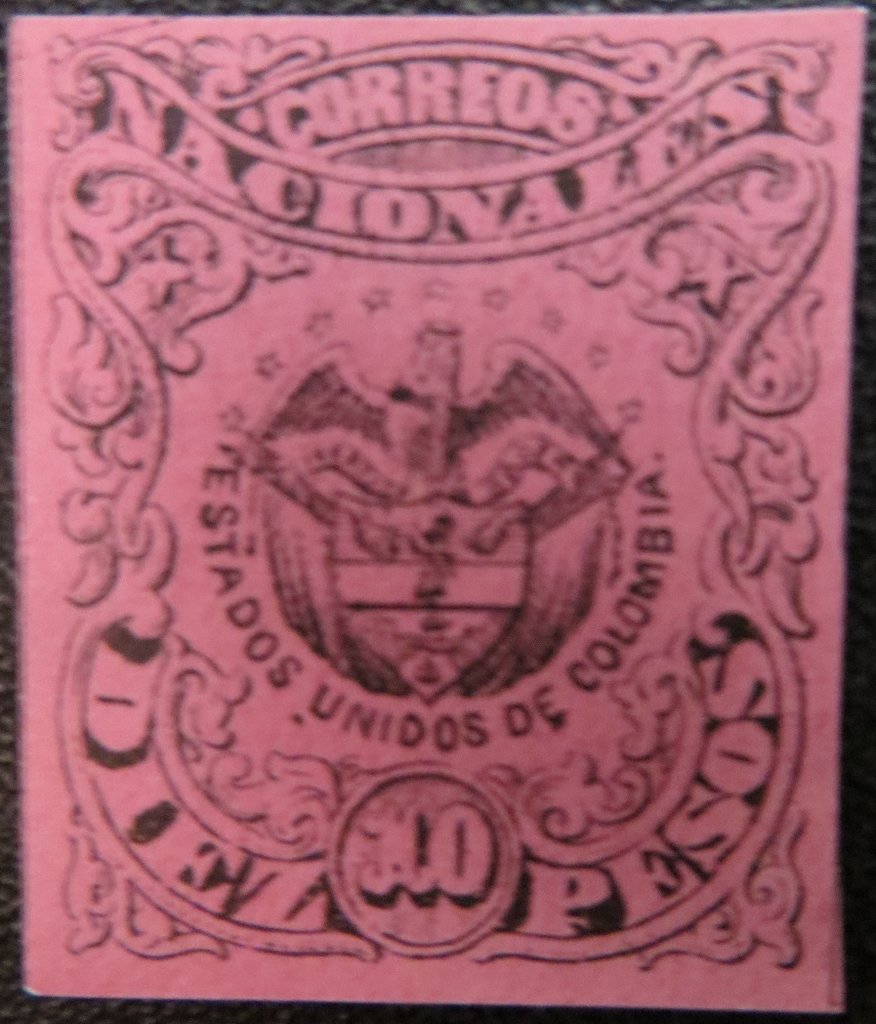 CORREOS
NACIONALES
ESTADOS UNIDOS DE COLOMBIA.
DIEZ 10 PESOS